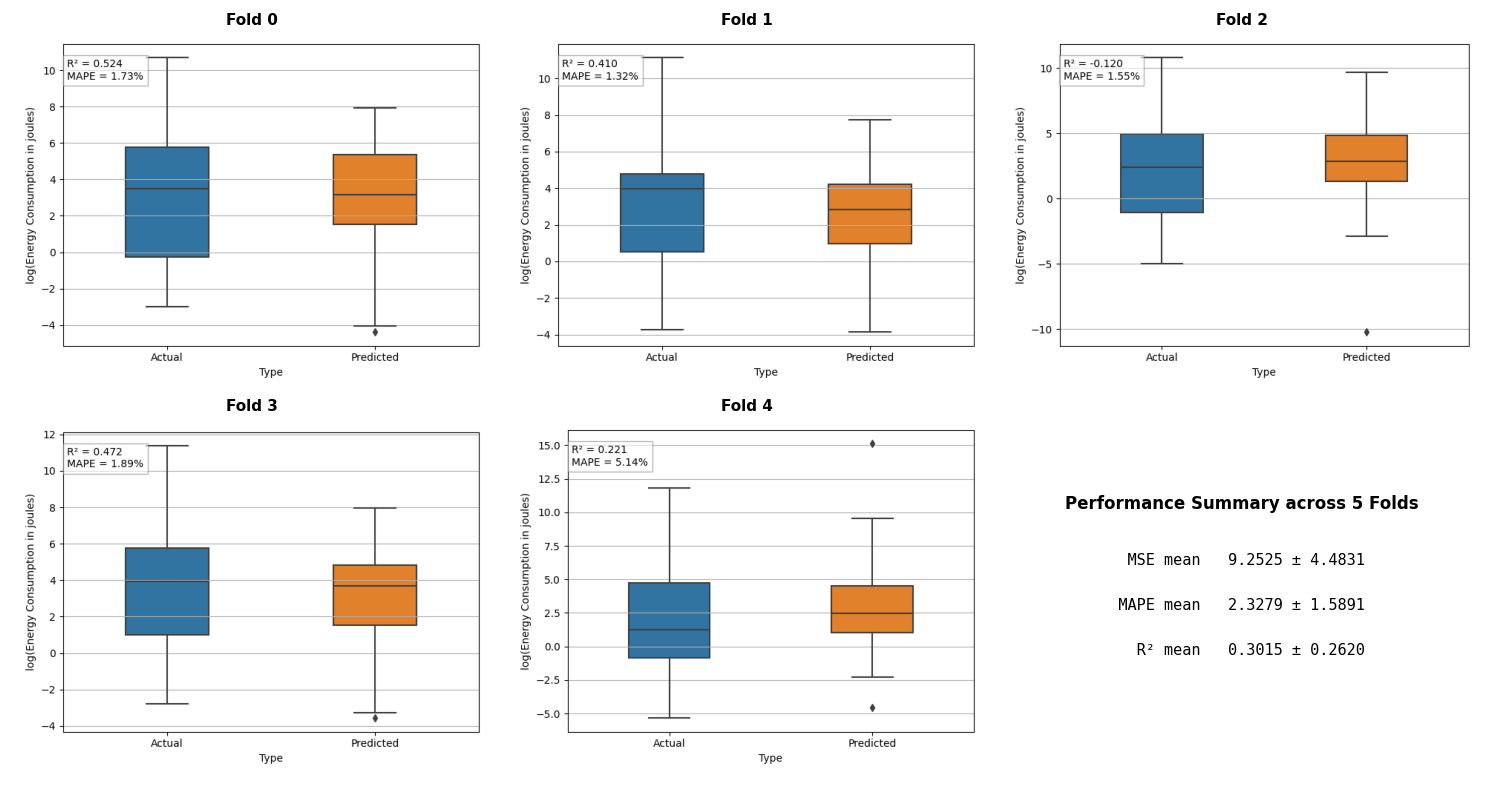 Fold 0
R² = 0.524
MAPE = 1.73%
log(Energy Consumption in joules)
10
8
6
4
2
0
−2
−4
Actual
Predicted
Type
Fold 1
R² = 0.410
MAPE = 1.32%
log(Energy Consumption in joules)
10
8
6
4
2
0
−2
−4
Actual
Predicted
Type
Fold 2
R² = -0.120
MAPE = 1.55%
log(Energy Consumption in joules)
10
5
0
−5
−10
Actual
Predicted
Type
Fold 3
R² = 0.472
MAPE = 1.89%
log(Energy Consumption in joules)
12
10
8
6
4
2
0
−2
−4
Actual
Predicted
Type
Fold 4
R² = 0.221
MAPE = 5.14%
log(Energy Consumption in joules)
15.0
12.5
10.0
7.5
5.0
2.5
0.0
−2.5
−5.0
Actual
Predicted
Type
Performance Summary across 5 Folds
MSE mean 9.2525 ± 4.4831
MAPE mean 2.3279 ± 1.5891
R² mean 0.3015 ± 0.2620